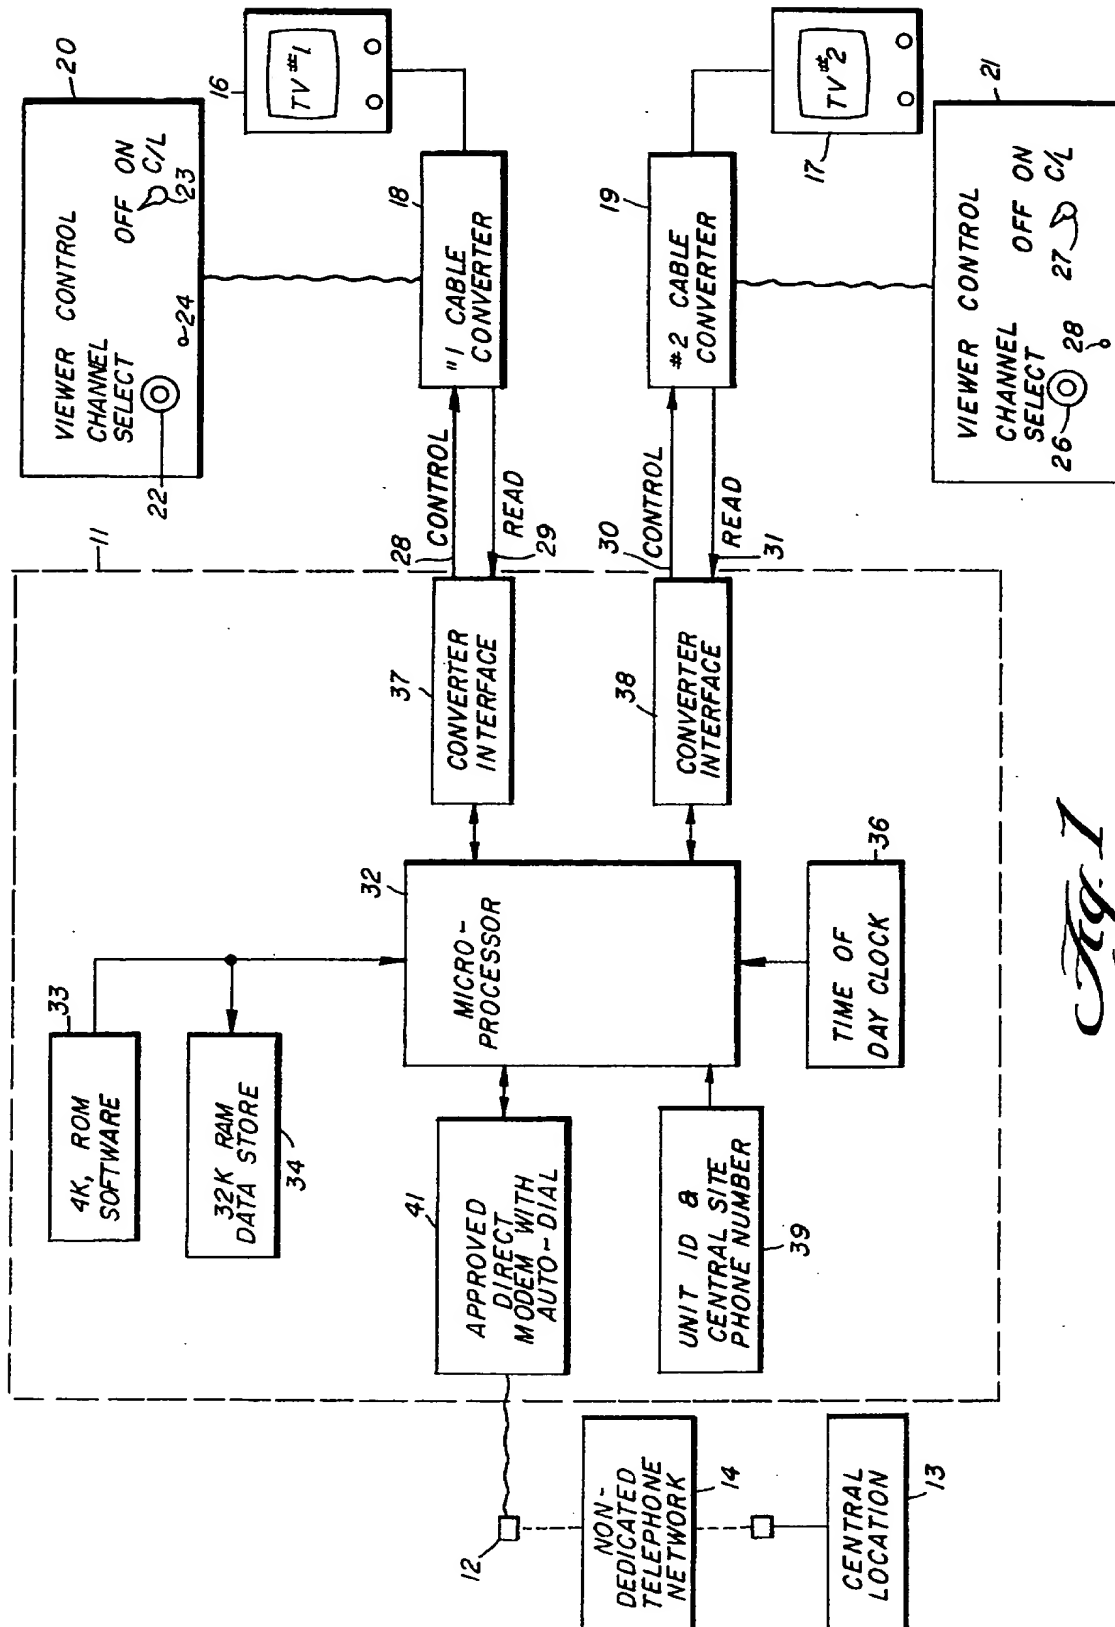 20
VIEWER CONTROL
CHANNEL
SELECT
OFF ON
C/L
22
24
23
16
TV #1
11
28
CONTROL
READ
29
18
"1 CABLE
CONVERTER
37
CONVERTER
INTERFACE
33
4K, ROM
SOFTWARE
32K RAM
DATA STORE
34
32
MICRO-
PROCESSOR
41
APPROVED
DIRECT
MODEM WITH
AUTO-DIAL
UNIT ID &
CENTRAL SITE
PHONE NUMBER
39
TIME OF
DAY CLOCK
36
38
CONVERTER
INTERFACE
30
CONTROL
READ
31
19
#2 CABLE
CONVERTER
TV #2
17
21
VIEWER CONTROL
CHANNEL
SELECT
OFF ON
C/L
26
28
27
12
NON-
DEDICATED
TELEPHONE
NETWORK
14
CENTRAL
LOCATION
13
Fig. 1